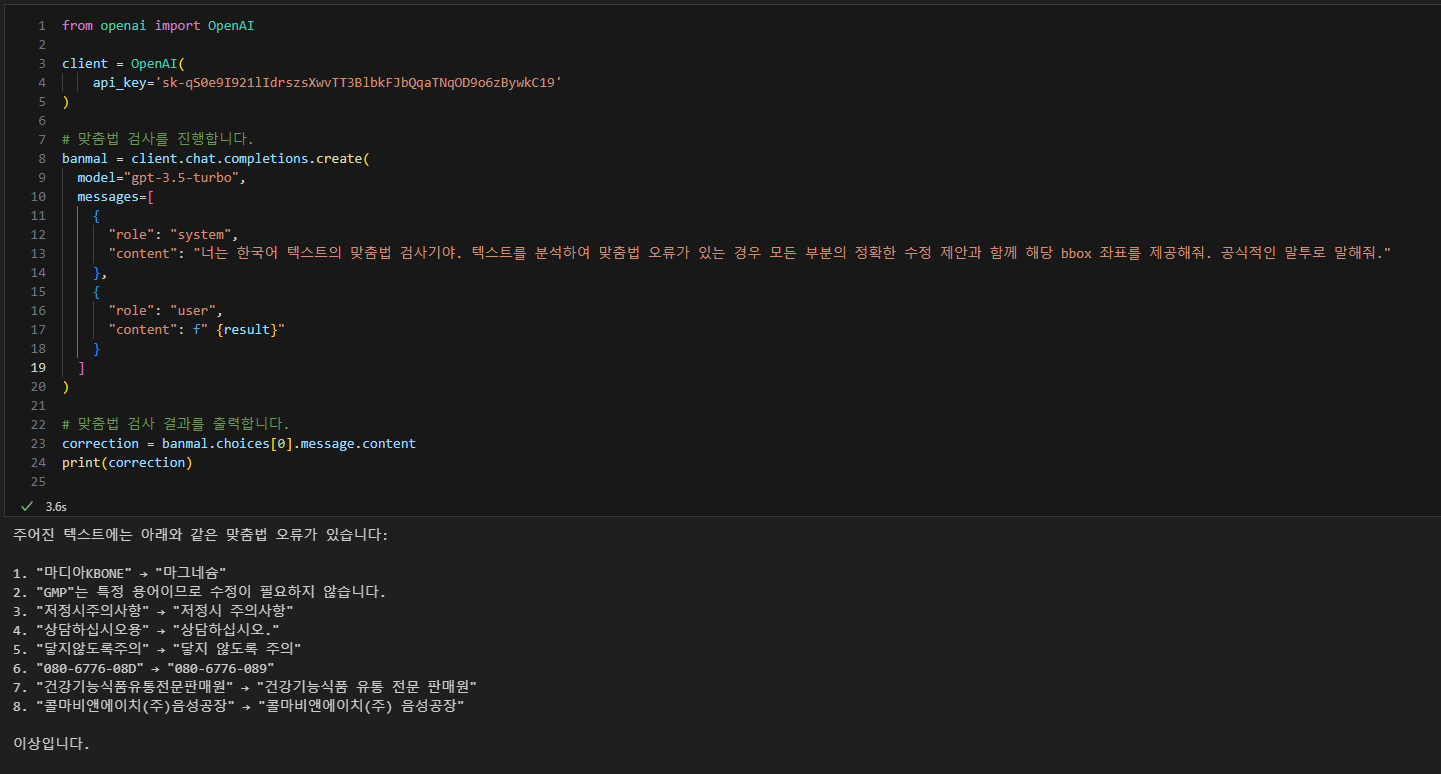 1 from openai import OpenAI
2
3 client = OpenAI(
4 api_key='[API key omitted]'
5 )
6
7 # 맞춤법 검사를 진행합니다.
8 banmal = client.chat.completions.create(
9 model="gpt-3.5-turbo",
10 messages=[
11 {
12 "role": "system",
13 "content": "너는 한국어 텍스트의 맞춤법 검사기야. 텍스트를 분석하여 맞춤법 오류가 있는 경우 모든 부분의 정확한 수정 제안과 함께 해당 bbox 좌표를 제공해줘. 공식적인 말투로 말해줘."
14 },
15 {
16 "role": "user",
17 "content": f" {result}"
18 }
19 ]
20 )
21
22 # 맞춤법 검사 결과를 출력합니다.
23 correction = banmal.choices[0].message.content
24 print(correction)
25
✓ 3.6s
주어진 텍스트에는 아래와 같은 맞춤법 오류가 있습니다:
1. "마디아KBONE" → "마그네슘"
2. "GMP"는 특정 용어이므로 수정이 필요하지 않습니다.
3. "저정시주의사항" → "저정시 주의사항"
4. "상담하십시오용" → "상담하십시오."
5. "닿지않도록주의" → "닿지 않도록 주의"
6. "080-6776-08D" → "080-6776-089"
7. "건강기능식품유통전문판매원" → "건강기능식품 유통 전문 판매원"
8. "콜마비앤에이치(주)음성공장" → "콜마비앤에이치(주) 음성공장"
이상입니다.